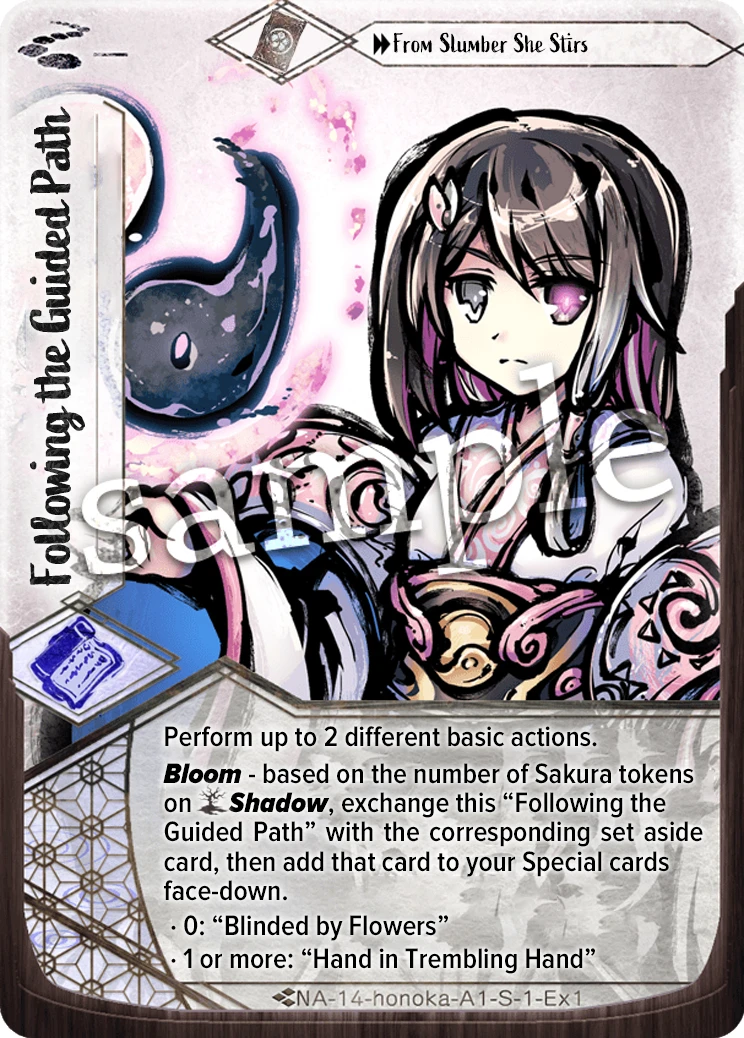 From Slumber She Stirs
Following the Guided Path
sample
Perform up to 2 different basic actions.
Bloom - based on the number of Sakura tokens
on Shadow, exchange this “Following the
Guided Path” with the corresponding set aside
card, then add that card to your Special cards
face-down.
· 0: “Blinded by Flowers”
· 1 or more: “Hand in Trembling Hand”
NA-14-honoka-A1-S-1-Ex1